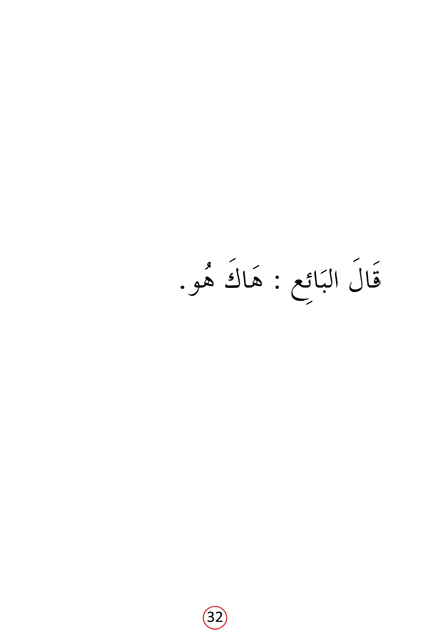 قَالَ البَائِع : هَاكَ هُو.
32